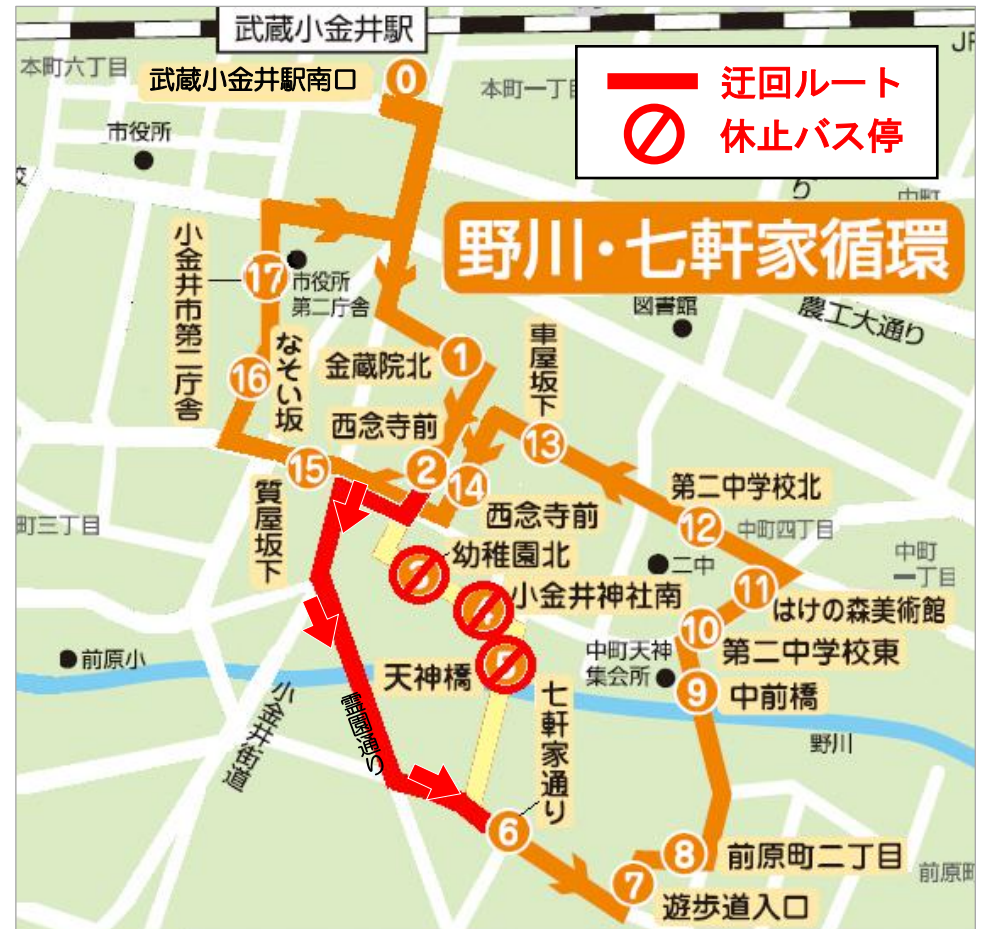 武蔵小金井駅
JR
本町六丁目
武蔵小金井駅南口
0
本町一丁目
迂回ルート
休止バス停
市役所
校
り
中町
野川・七軒家循環
小金井市第二庁舎
17
市役所
第二庁舎
図書館
農工大通り
なそい坂
16
金蔵院北
1
車屋坂下
13
西念寺前
2
15
14
西念寺前
第二中学校北
12
中町四丁目
町三丁目
質屋坂下
幼稚園北
3
二中
中町
一丁目
小金井神社南
4
11
はけの森美術館
10
第二中学校東
前原小
天神橋
5
中町天神
集会所
9
中前橋
小金井街道
霊園通り
七軒家通り
野川
6
8
前原町二丁目
前原町
7
遊歩道入口